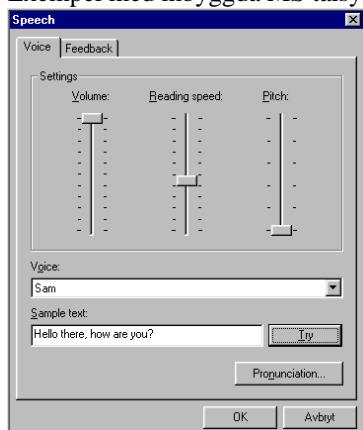 Exempel med inbyggda MS-talsy
Speech
Voice Feedback
Settings
Volume: Reading speed: Pitch:
Voice:
Sam
Sample text:
Hello there, how are you? Try
Pronunciation...
OK Avbryt